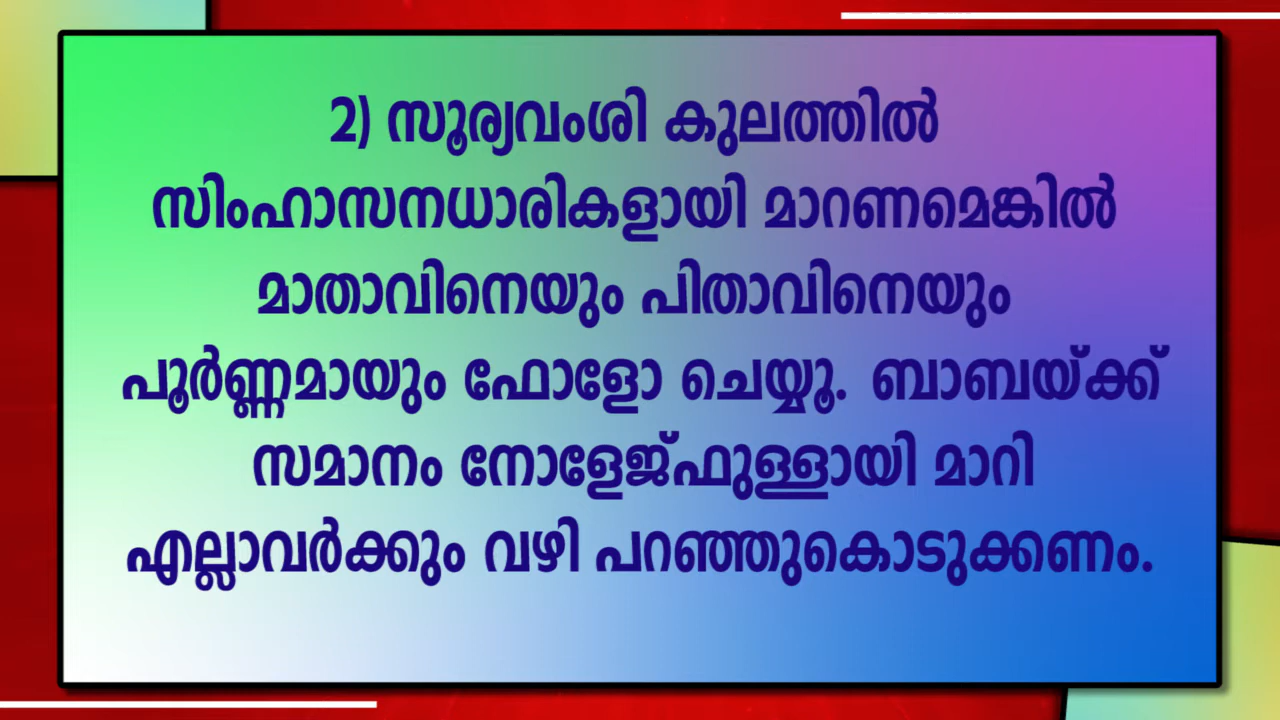 2) സൂര്യവംശി കുലത്തിൽ
സിംഹാസനധാരികളായി മാറണമെങ്കിൽ
മാതാവിനെയും പിതാവിനെയും
പൂർണ്ണമായും ഫോളോ ചെയ്യൂ. ബാബയ്ക്ക്
സമാനം നോളേജ്ഫുള്ളായി മാറി
എല്ലാവർക്കും വഴി പറഞ്ഞുകൊടുക്കണം.